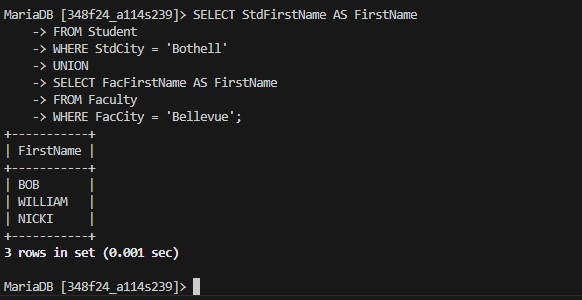 MariaDB [348f24_a114s239]> SELECT StdFirstName AS FirstName
    -> FROM Student
    -> WHERE StdCity = 'Bothell'
    -> UNION
    -> SELECT FacFirstName AS FirstName
    -> FROM Faculty
    -> WHERE FacCity = 'Bellevue';
+-----------+
| FirstName |
+-----------+
| BOB       |
| WILLIAM   |
| NICKI     |
+-----------+
3 rows in set (0.001 sec)
MariaDB [348f24_a114s239]>